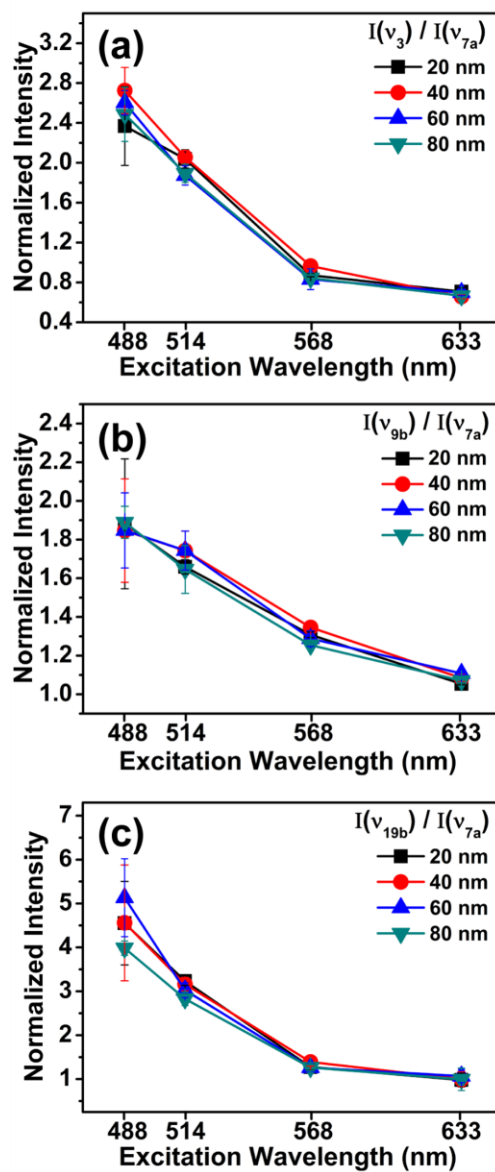 (a)
I(ν₃) / I(ν₇ₐ)
20 nm
40 nm
60 nm
80 nm
3.2
2.8
2.4
2.0
1.6
1.2
0.8
0.4
Normalized Intensity
488 514 568 633
Excitation Wavelength (nm)
(b)
I(ν₉b) / I(ν₇ₐ)
20 nm
40 nm
60 nm
80 nm
2.4
2.2
2.0
1.8
1.6
1.4
1.2
1.0
Normalized Intensity
488 514 568 633
Excitation Wavelength (nm)
(c)
I(ν₁₉b) / I(ν₇ₐ)
20 nm
40 nm
60 nm
80 nm
7
6
5
4
3
2
1
Normalized Intensity
488 514 568 633
Excitation Wavelength (nm)